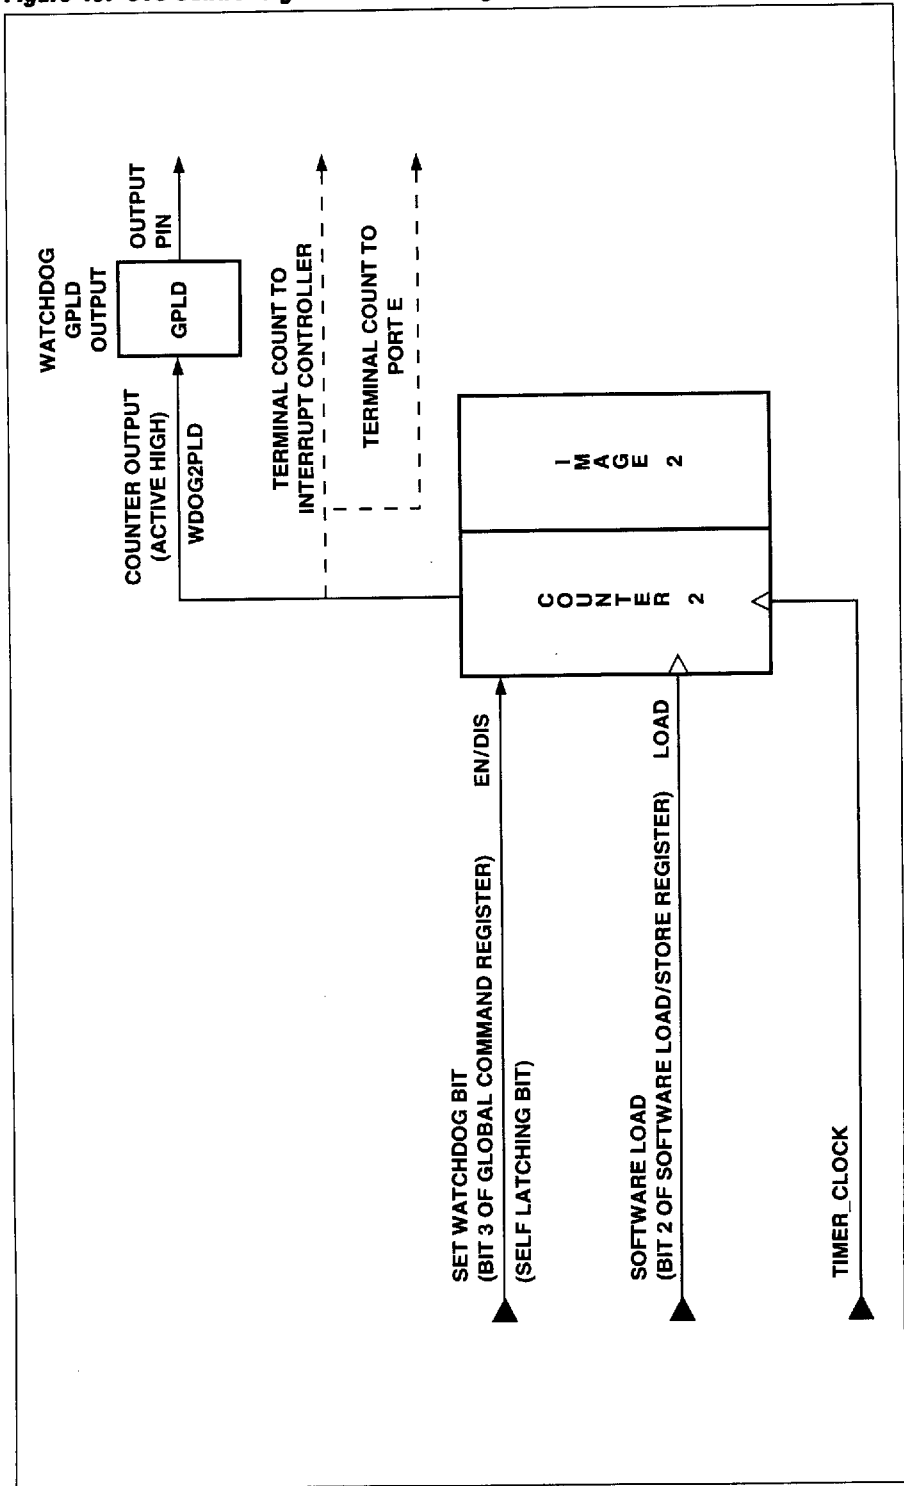 WATCHDOG
GPLD
OUTPUT
COUNTER OUTPUT
(ACTIVE HIGH)
WDOG2PLD
GPLD
OUTPUT
PIN
TERMINAL COUNT TO
INTERRUPT CONTROLLER
TERMINAL COUNT TO
PORT E
SET WATCHDOG BIT
(BIT 3 OF GLOBAL COMMAND REGISTER)
(SELF LATCHING BIT)
EN/DIS
COUNTER 2
IMAGE 2
SOFTWARE LOAD
(BIT 2 OF SOFTWARE LOAD/STORE REGISTER)
LOAD
TIMER_CLOCK